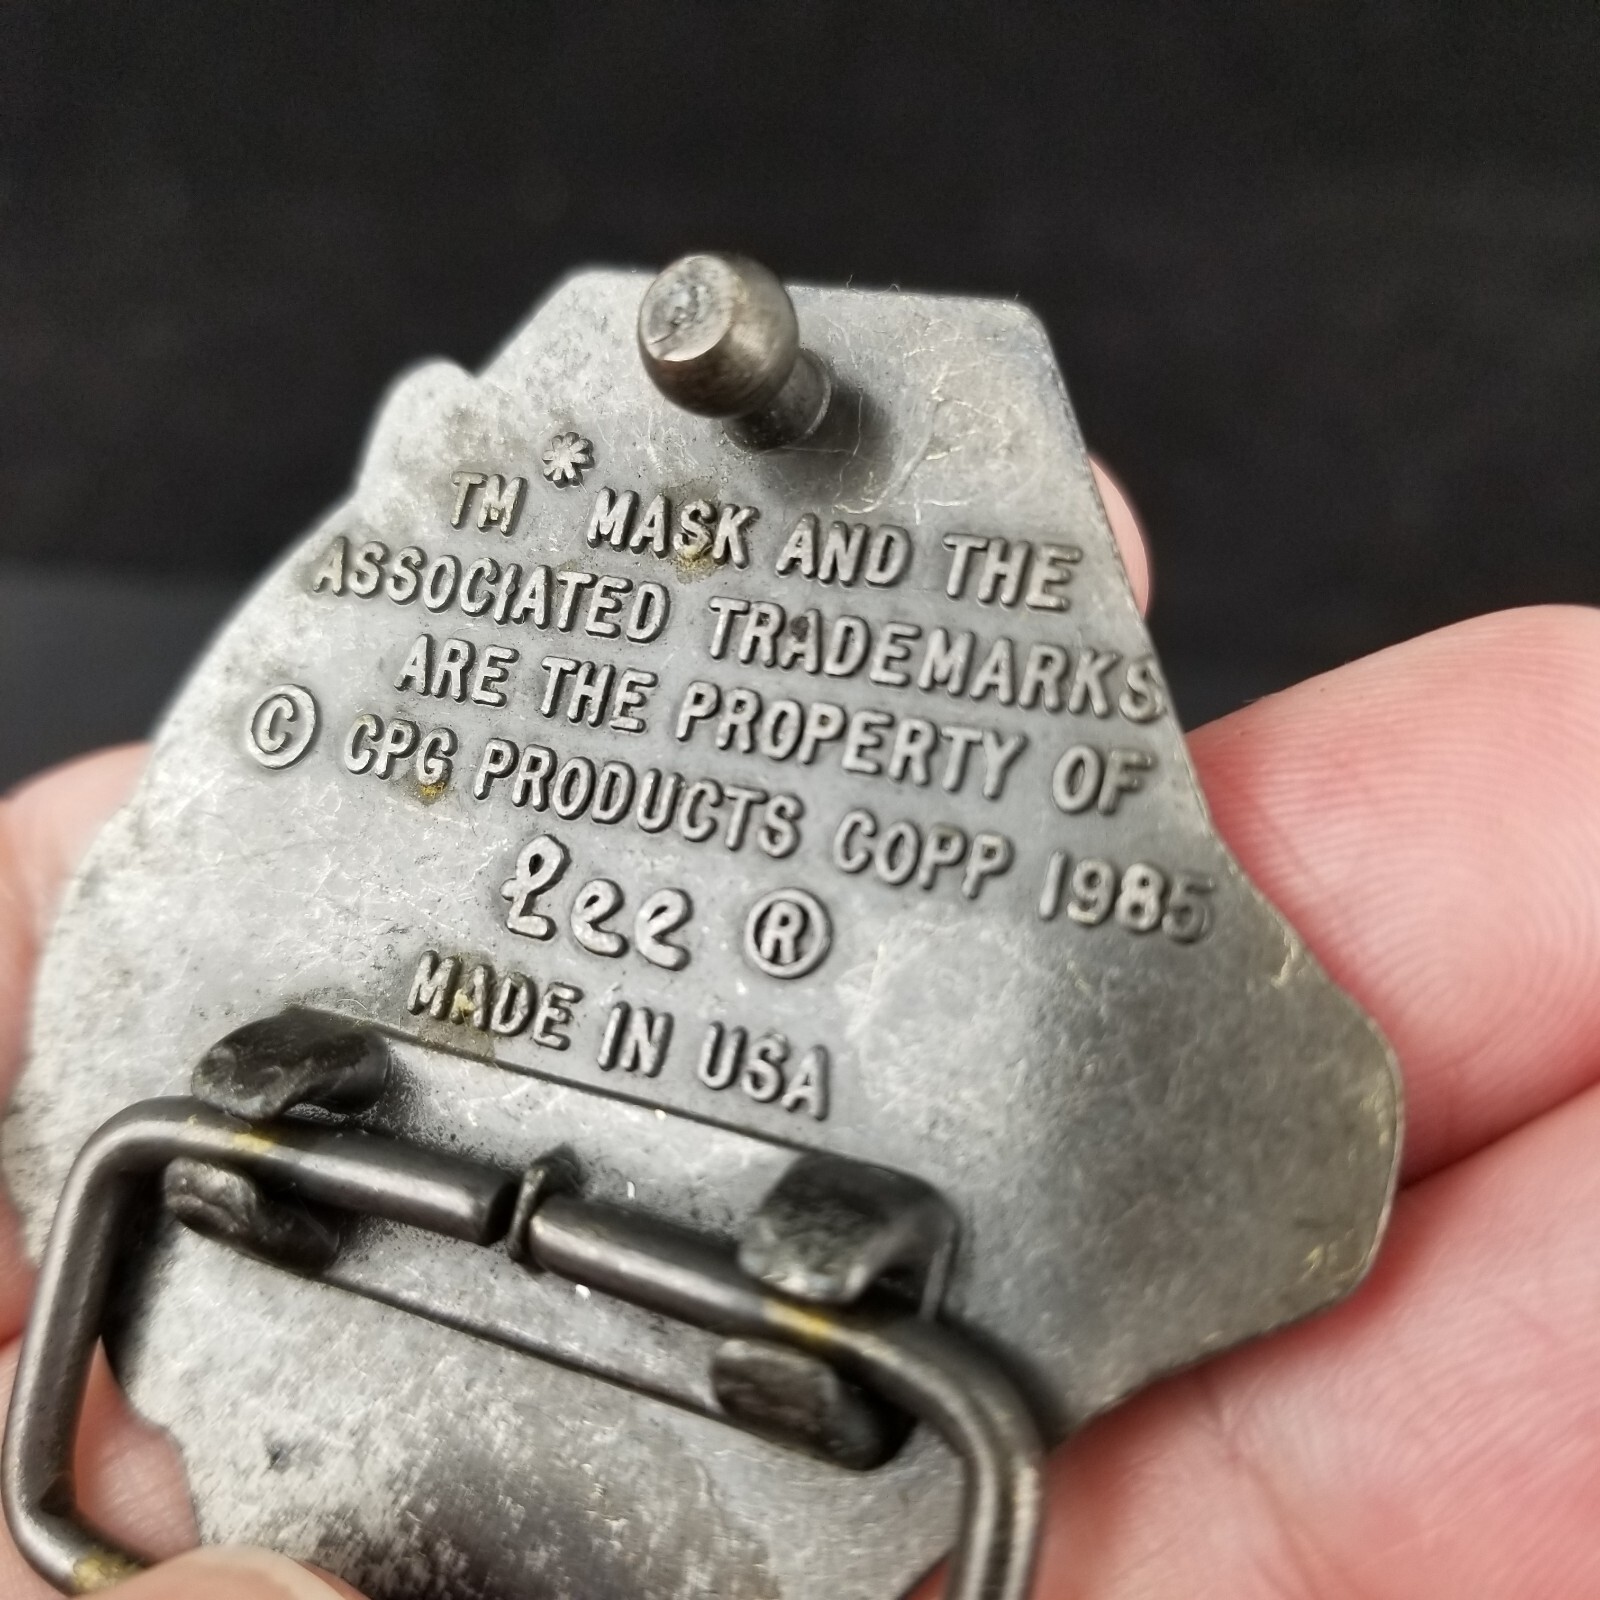 TM * MASK AND THE
ASSOCIATED TRADEMARKS
ARE THE PROPERTY OF
© CPG PRODUCTS COPP 1985
Lee ®
MADE IN USA